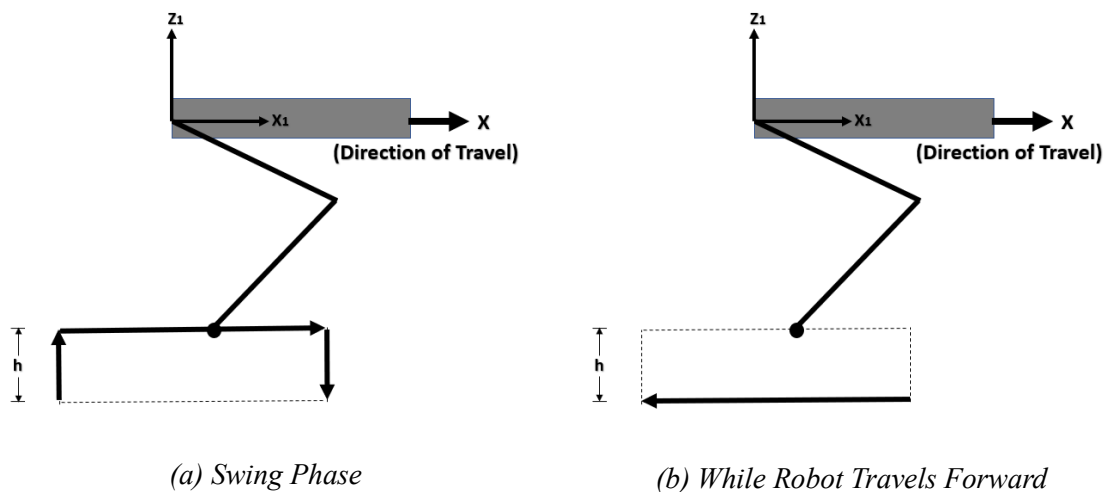 Z1
X1
X
(Direction of Travel)
h
(a) Swing Phase
Z1
X1
X
(Direction of Travel)
h
(b) While Robot Travels Forward